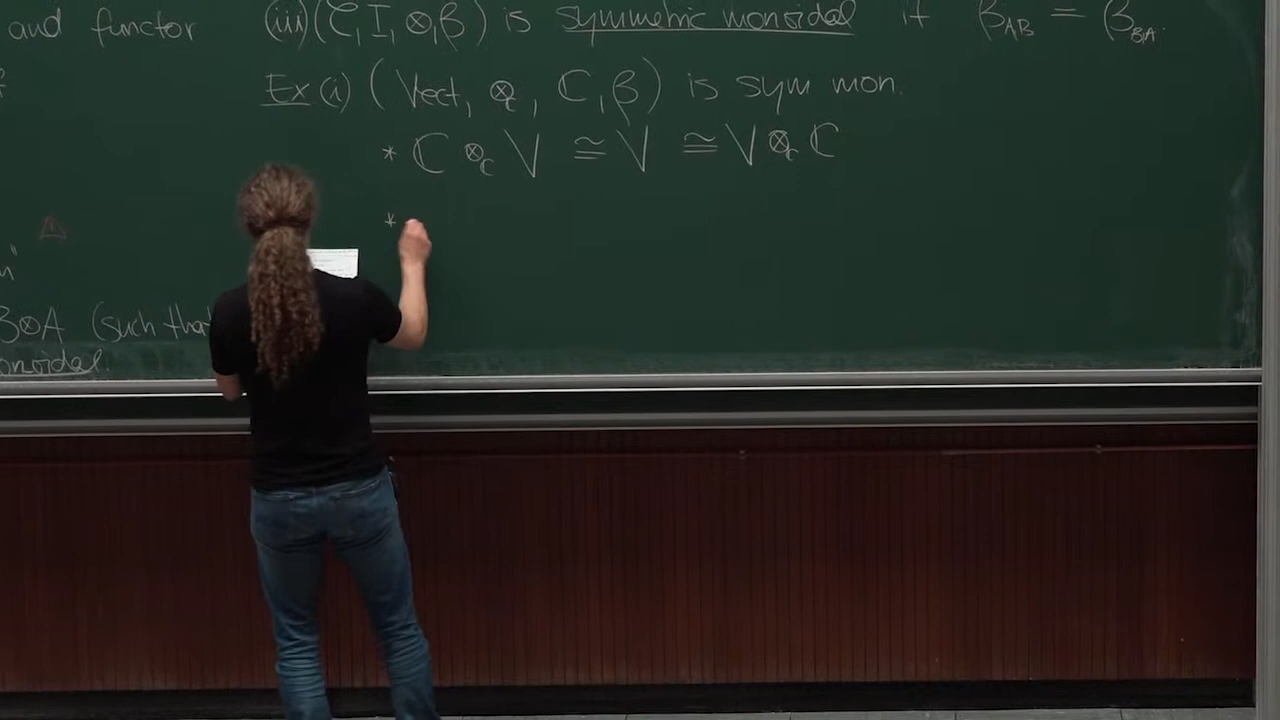 and functor
B⊗A (such that
onoidal.
(iii) (C, I, ⊗, β) is symmetric monoidal if β_AB = β_BA.
Ex (i) (Vect, ⊗_C, ℂ, β) is sym mon.
* ℂ ⊗_C V ≅ V ≅ V ⊗_C ℂ
*